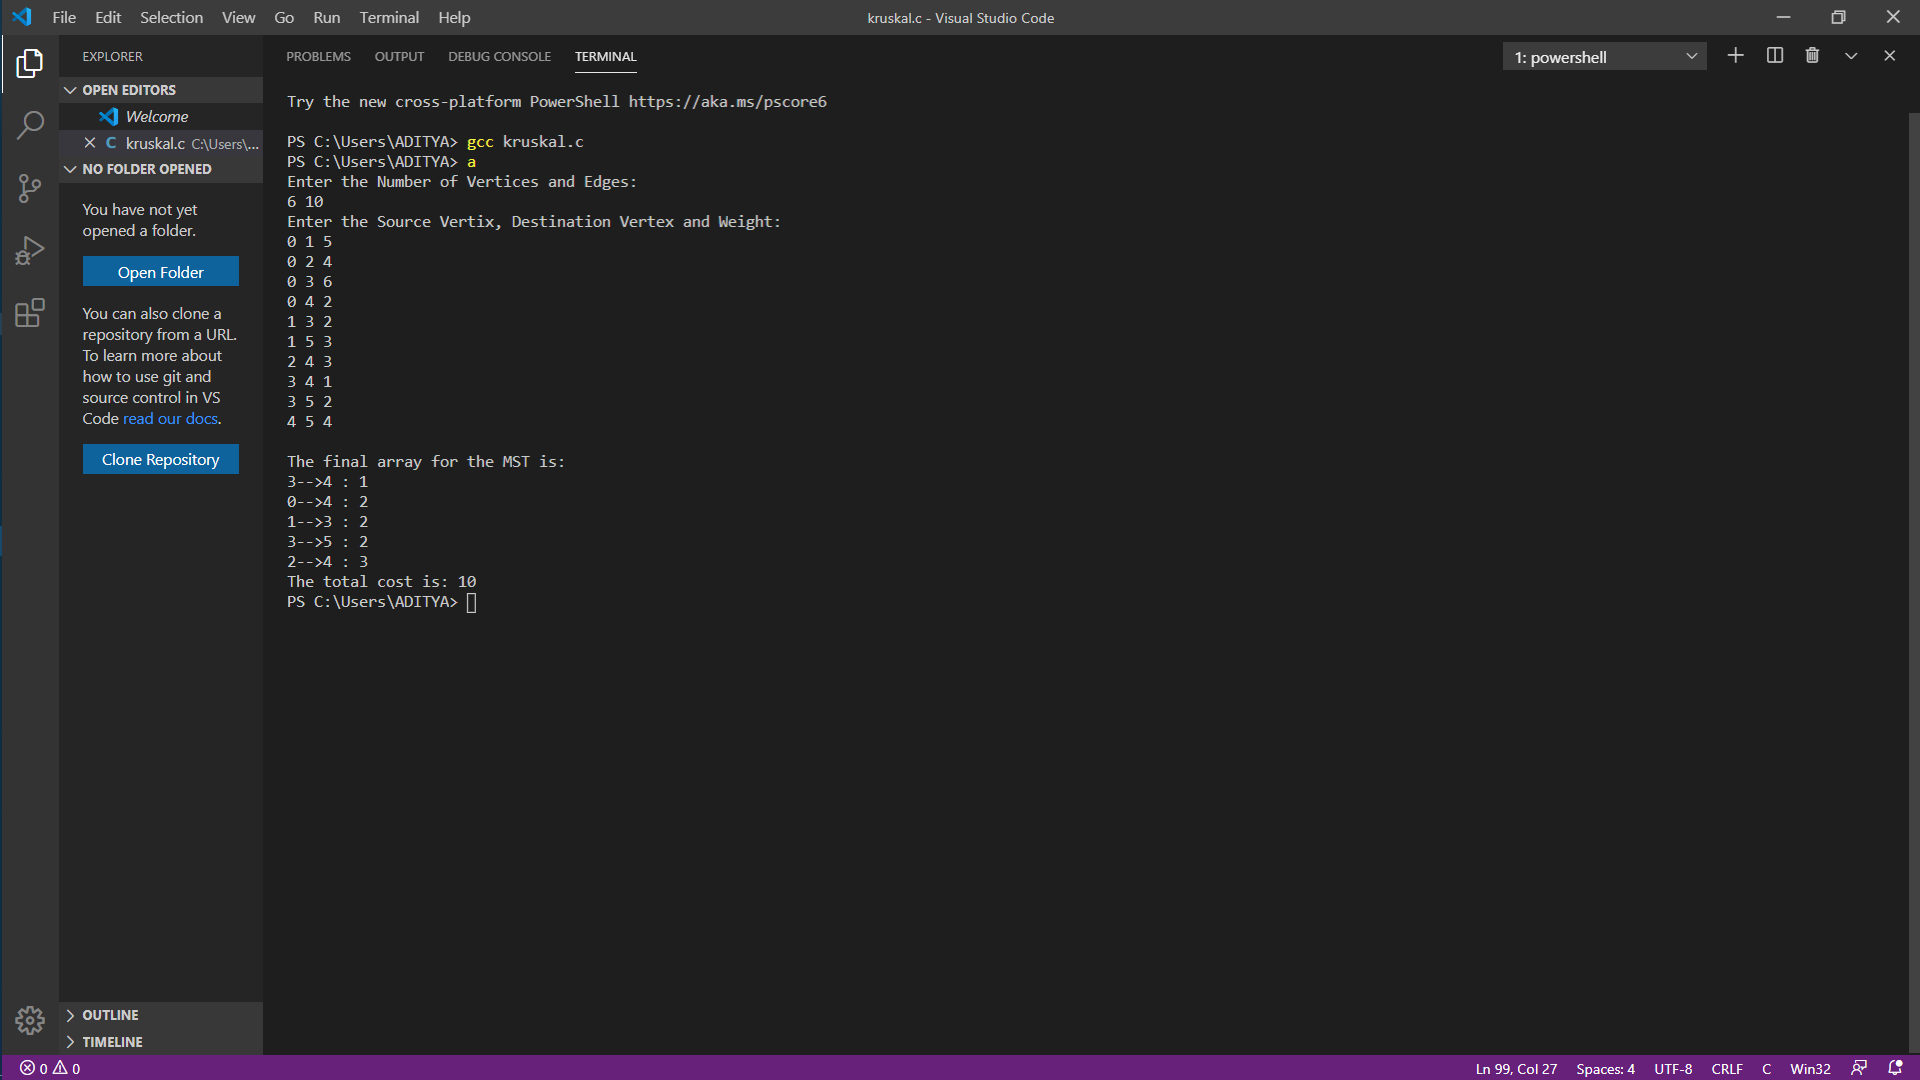 File Edit Selection View Go Run Terminal Help
kruskal.c - Visual Studio Code
EXPLORER
OPEN EDITORS
Welcome
kruskal.c C:\Users\...
NO FOLDER OPENED
You have not yet
opened a folder.
Open Folder
You can also clone a
repository from a URL.
To learn more about
how to use git and
source control in VS
Code read our docs.
Clone Repository
OUTLINE
TIMELINE
PROBLEMS OUTPUT DEBUG CONSOLE TERMINAL
1: powershell
Try the new cross-platform PowerShell https://aka.ms/pscore6
PS C:\Users\ADITYA> gcc kruskal.c
PS C:\Users\ADITYA> a
Enter the Number of Vertices and Edges:
6 10
Enter the Source Vertix, Destination Vertex and Weight:
0 1 5
0 2 4
0 3 6
0 4 2
1 3 2
1 5 3
2 4 3
3 4 1
3 5 2
4 5 4
The final array for the MST is:
3-->4 : 1
0-->4 : 2
1-->3 : 2
3-->5 : 2
2-->4 : 3
The total cost is: 10
PS C:\Users\ADITYA>
0 0
Ln 99, Col 27 Spaces: 4 UTF-8 CRLF C Win32